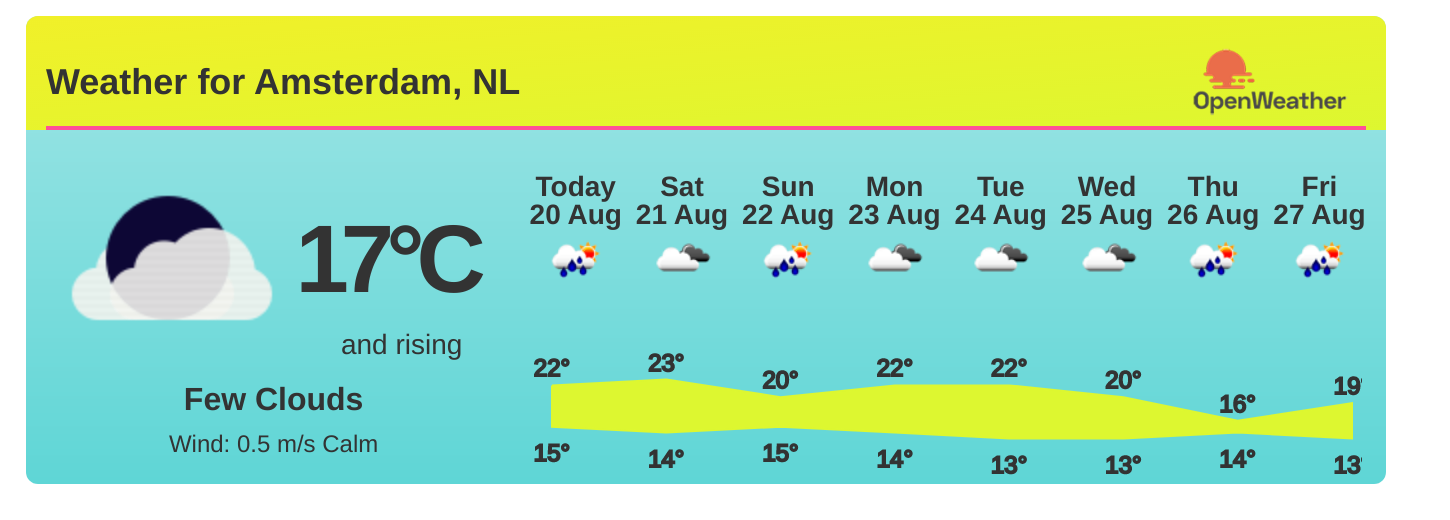 Weather for Amsterdam, NL
OpenWeather
17°C
and rising
Few Clouds
Wind: 0.5 m/s Calm
Today Sat Sun Mon Tue Wed Thu Fri
20 Aug 21 Aug 22 Aug 23 Aug 24 Aug 25 Aug 26 Aug 27 Aug
22° 23° 20° 22° 22° 20° 16° 19°
15° 14° 15° 14° 13° 13° 14° 13°